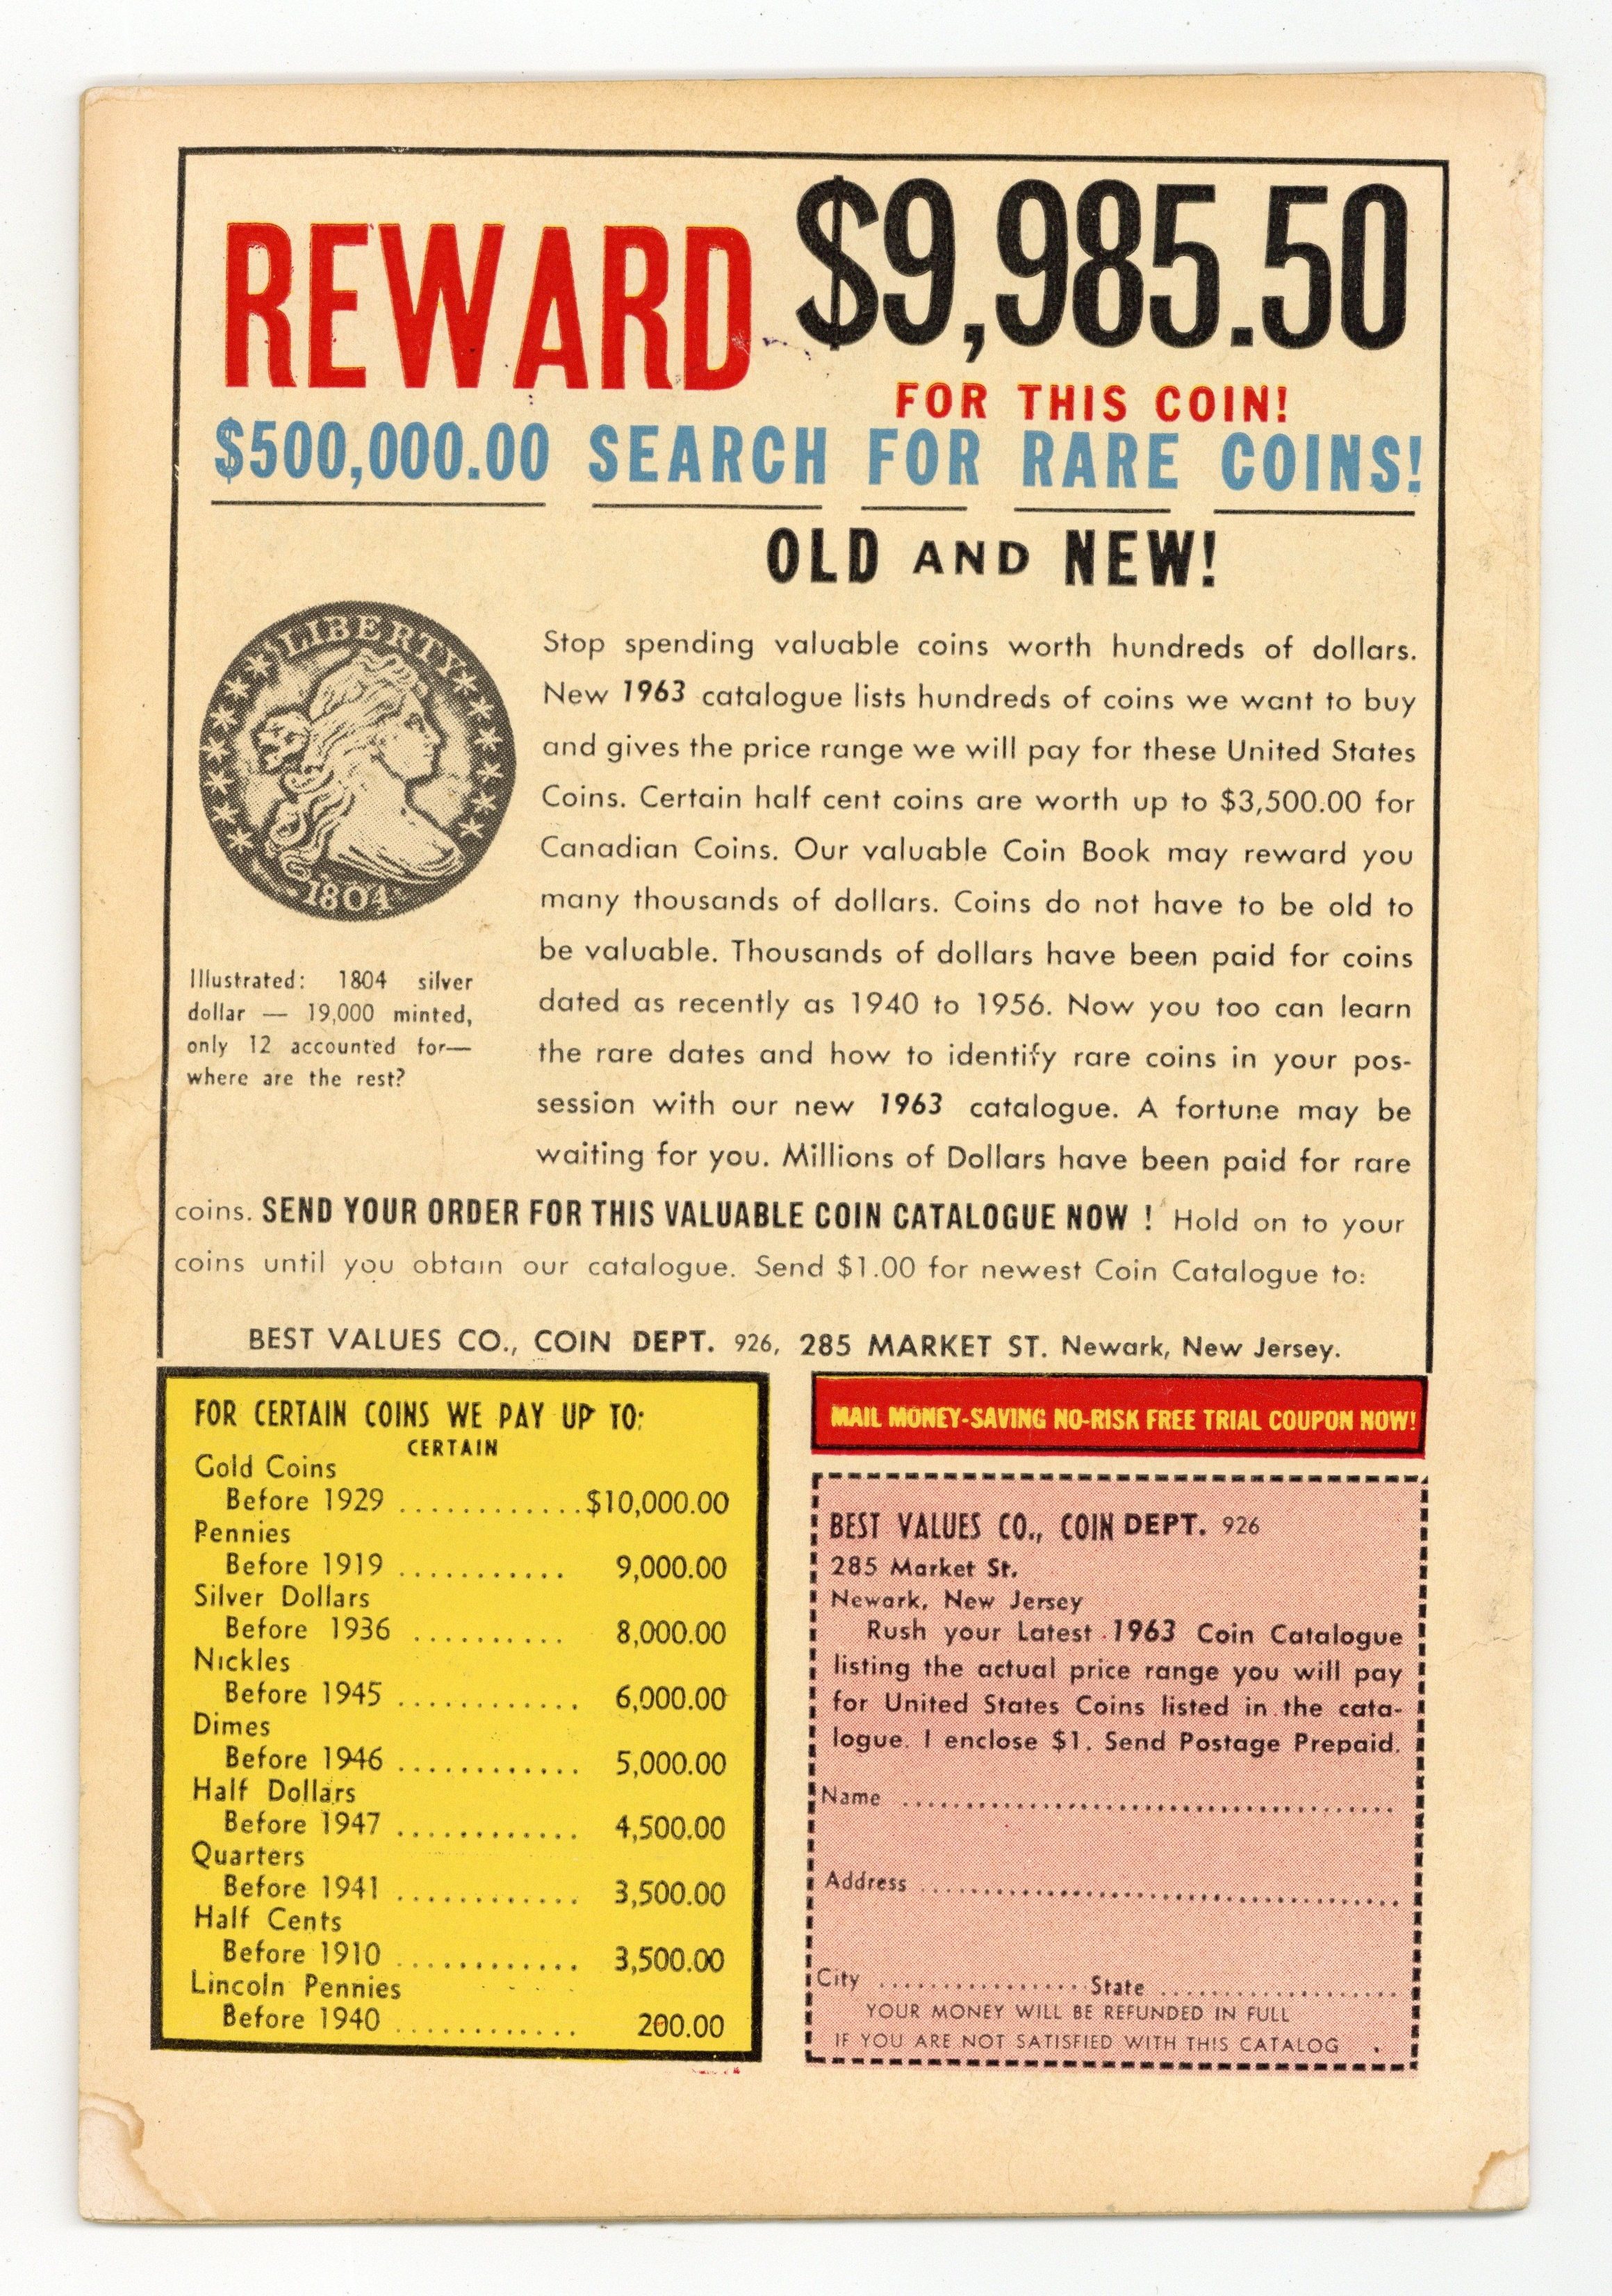 REWARD $9,985.50
FOR THIS COIN!
$500,000.00 SEARCH FOR RARE COINS!
OLD AND NEW!
LIBERTY
1804
Illustrated: 1804 silver
dollar — 19,000 minted,
only 12 accounted for—
where are the rest?
Stop spending valuable coins worth hundreds of dollars.
New 1963 catalogue lists hundreds of coins we want to buy
and gives the price range we will pay for these United States
Coins. Certain half cent coins are worth up to $3,500.00 for
Canadian Coins. Our valuable Coin Book may reward you
many thousands of dollars. Coins do not have to be old to
be valuable. Thousands of dollars have been paid for coins
dated as recently as 1940 to 1956. Now you too can learn
the rare dates and how to identify rare coins in your pos-
session with our new 1963 catalogue. A fortune may be
waiting for you. Millions of Dollars have been paid for rare
coins. SEND YOUR ORDER FOR THIS VALUABLE COIN CATALOGUE NOW ! Hold on to your
coins until you obtain our catalogue. Send $1.00 for newest Coin Catalogue to:
BEST VALUES CO., COIN DEPT. 926, 285 MARKET ST. Newark, New Jersey.
FOR CERTAIN COINS WE PAY UP TO:
CERTAIN
Gold Coins
Before 1929 ............$10,000.00
Pennies
Before 1919 ........... 9,000.00
Silver Dollars
Before 1936 .......... 8,000.00
Nickles
Before 1945 ............ 6,000.00
Dimes
Before 1946 ............ 5,000.00
Half Dollars
Before 1947 ............ 4,500.00
Quarters
Before 1941 ............ 3,500.00
Half Cents
Before 1910 ............ 3,500.00
Lincoln Pennies
Before 1940 ............ 200.00
MAIL MONEY-SAVING NO-RISK FREE TRIAL COUPON NOW!
BEST VALUES CO., COIN DEPT. 926
285 Market St.
Newark, New Jersey
Rush your Latest 1963 Coin Catalogue
listing the actual price range you will pay
for United States Coins listed in the cata-
logue. I enclose $1. Send Postage Prepaid.
Name ........................................
Address ........................................
City ................. State ...................
YOUR MONEY WILL BE REFUNDED IN FULL
IF YOU ARE NOT SATISFIED WITH THIS CATALOG .